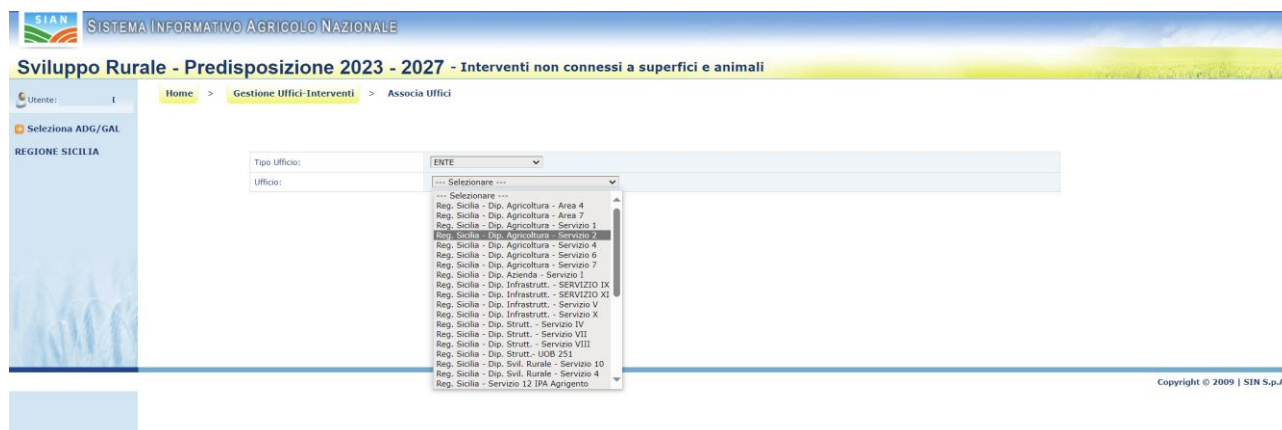 SIAN SISTEMA INFORMATIVO AGRICOLO NAZIONALE
Sviluppo Rurale - Predisposizione 2023 - 2027 - Interventi non connessi a superfici e animali
Utente: I
Home > Gestione Uffici-Interventi > Associa Uffici
Seleziona ADG/GAL
REGIONE SICILIA
Tipo Ufficio: ENTE
Ufficio: --- Selezionare ---
--- Selezionare ---
Reg. Sicilia - Dip. Agricoltura - Area 4
Reg. Sicilia - Dip. Agricoltura - Area 7
Reg. Sicilia - Dip. Agricoltura - Servizio 1
Reg. Sicilia - Dip. Agricoltura - Servizio 2
Reg. Sicilia - Dip. Agricoltura - Servizio 4
Reg. Sicilia - Dip. Agricoltura - Servizio 6
Reg. Sicilia - Dip. Agricoltura - Servizio 7
Reg. Sicilia - Dip. Azienda - Servizio I
Reg. Sicilia - Dip. Infrastrutt. - SERVIZIO IX
Reg. Sicilia - Dip. Infrastrutt. - SERVIZIO XI
Reg. Sicilia - Dip. Infrastrutt. - Servizio V
Reg. Sicilia - Dip. Infrastrutt. - Servizio X
Reg. Sicilia - Dip. Strutt. - Servizio IV
Reg. Sicilia - Dip. Strutt. - Servizio VII
Reg. Sicilia - Dip. Strutt. - Servizio VIII
Reg. Sicilia - Dip. Strutt.- UOB 251
Reg. Sicilia - Dip. Svil. Rurale - Servizio 10
Reg. Sicilia - Dip. Svil. Rurale - Servizio 4
Reg. Sicilia - Servizio 12 IPA Agrigento
Copyright © 2009 | SIN S.p.A